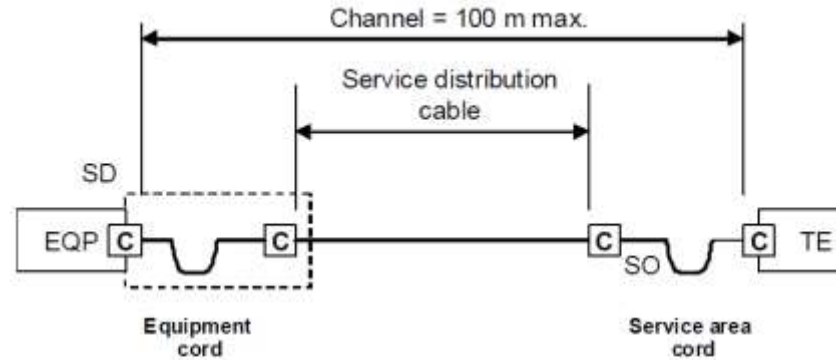 Channel = 100 m max.
Service distribution
cable
SD
EQP C C C C TE
SO
Equipment
cord
Service area
cord